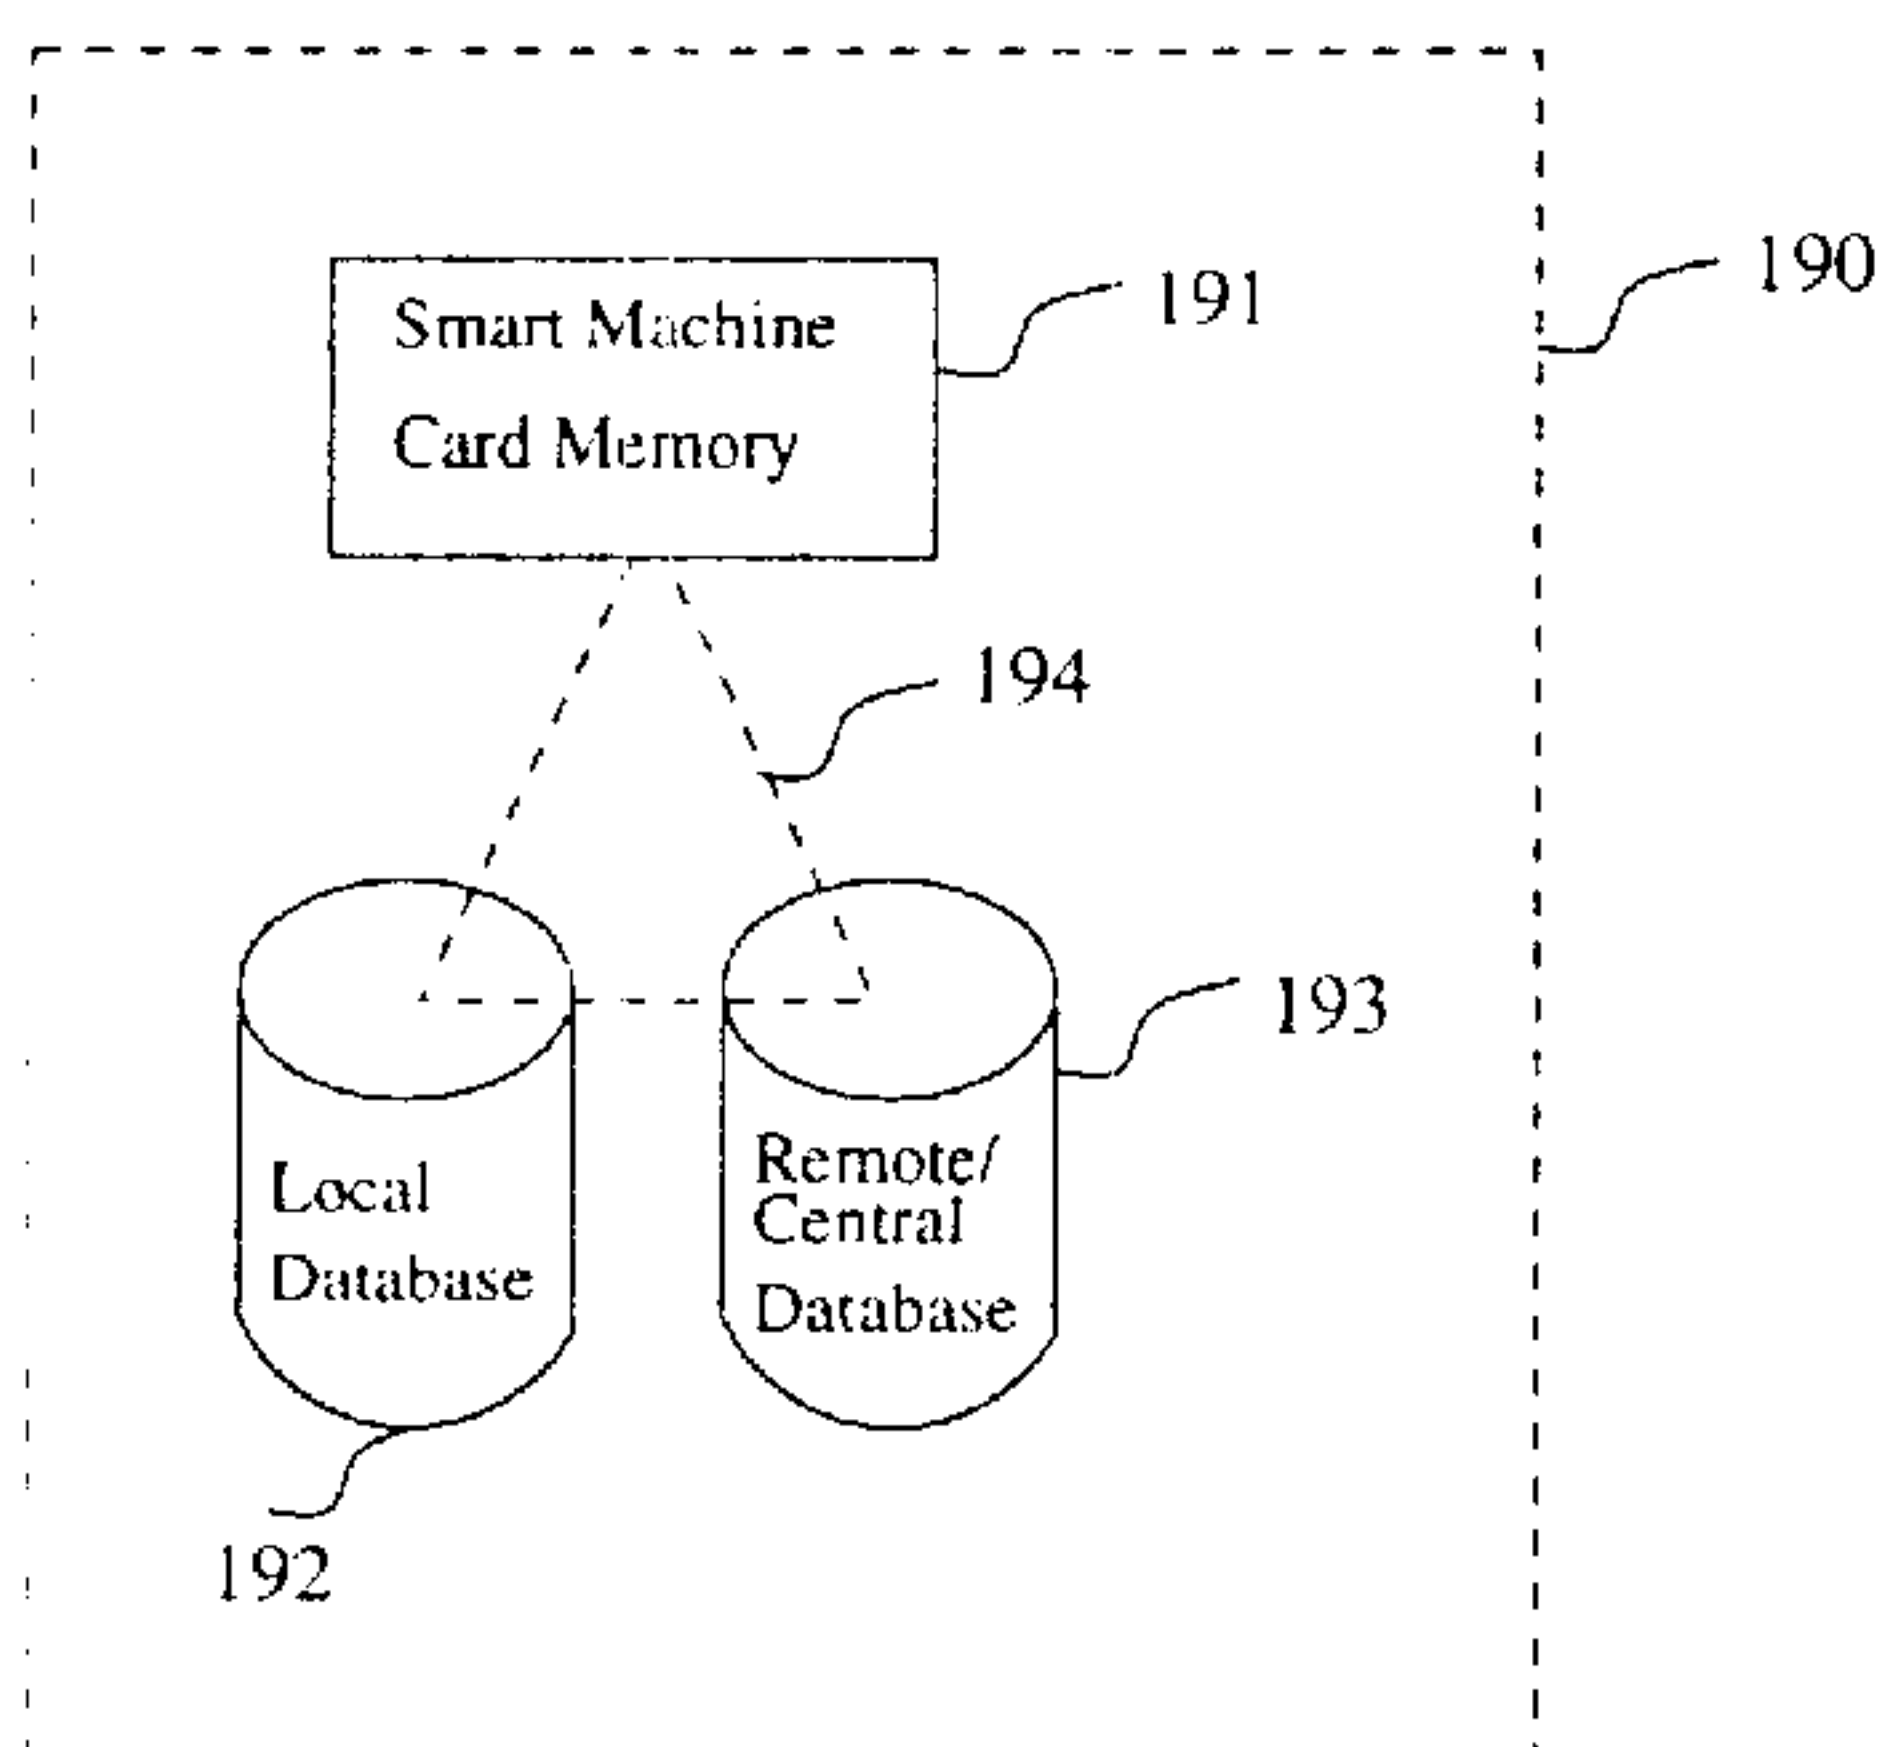 190
191
Smart Machine
Card Memory
194
193
Remote/
Central
Database
Local
Database
192